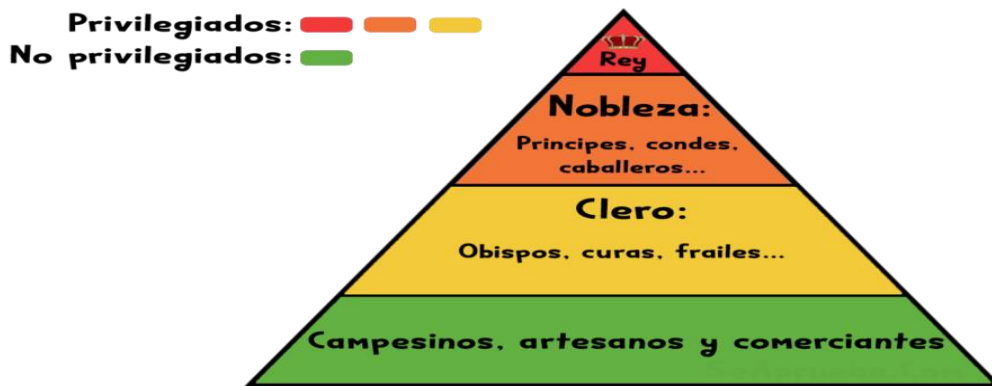 Privilegiados:
No privilegiados:
Rey
Nobleza:
Principes, condes,
caballeros...
Clero:
Obispos, curas, frailes...
Campesinos, artesanos y comerciantes